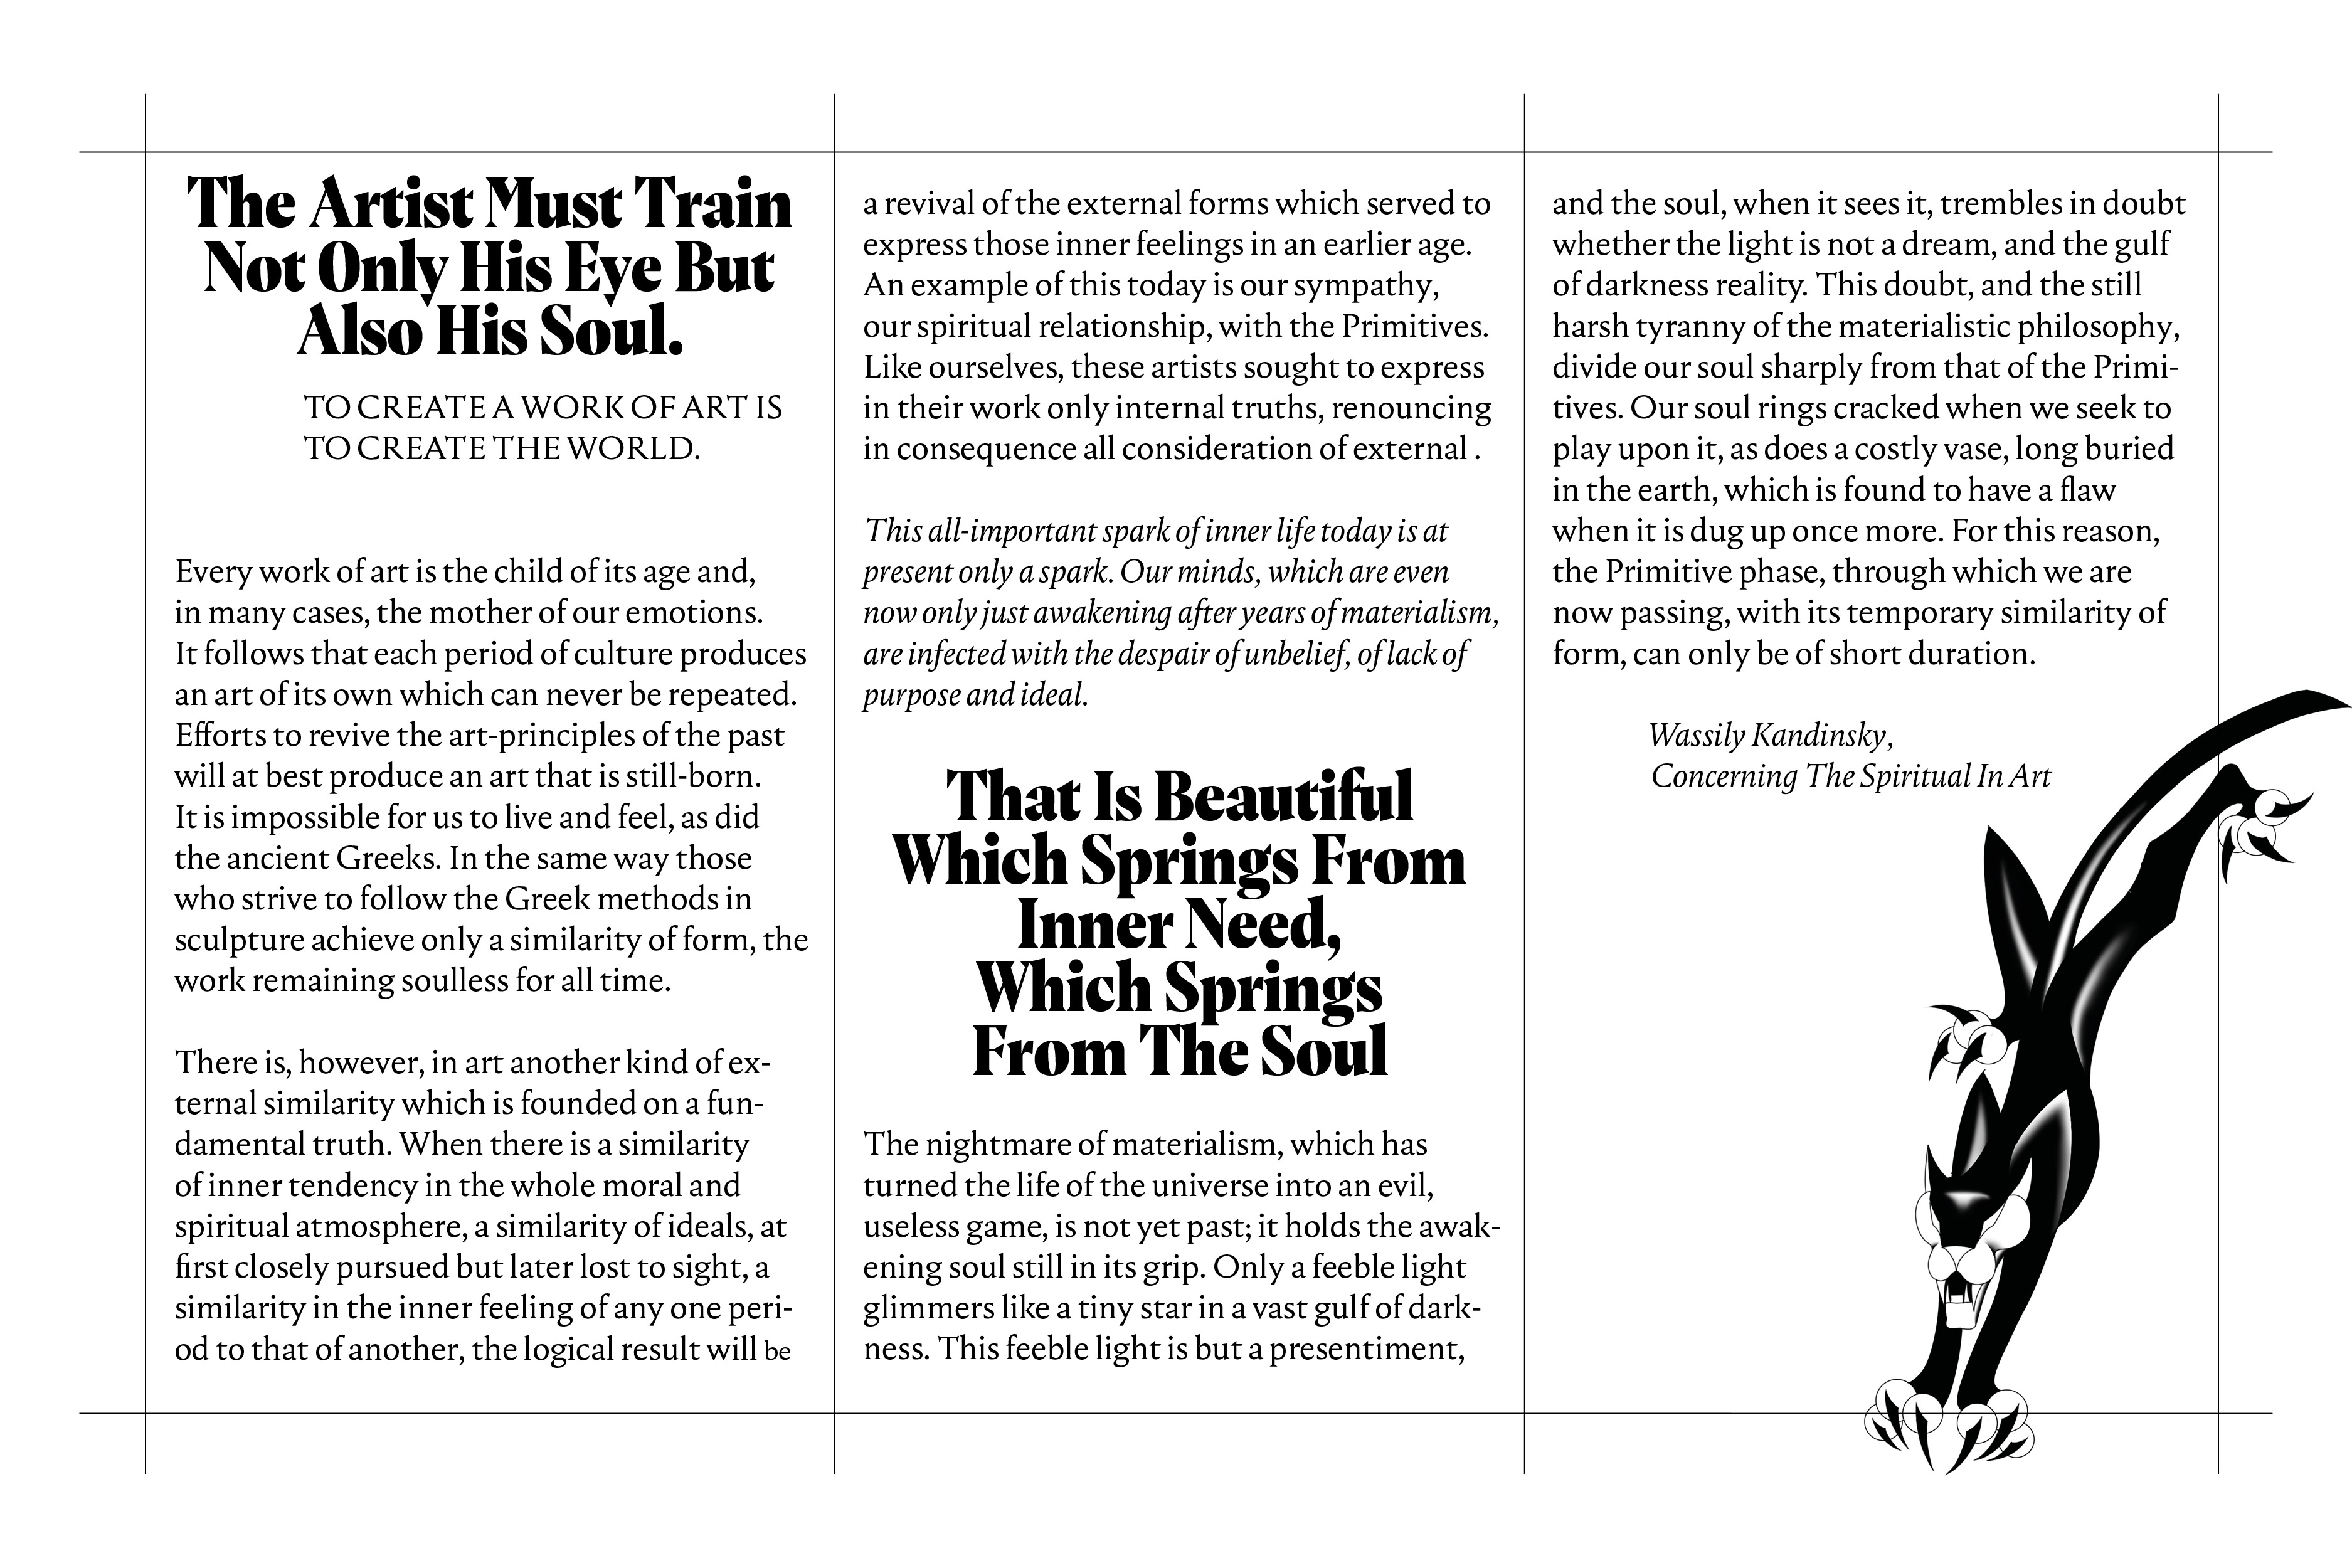 The Artist Must Train
Not Only His Eye But
Also His Soul.
TO CREATE A WORK OF ART IS
TO CREATE THE WORLD.
Every work of art is the child of its age and,
in many cases, the mother of our emotions.
It follows that each period of culture produces
an art of its own which can never be repeated.
Efforts to revive the art-principles of the past
will at best produce an art that is still-born.
It is impossible for us to live and feel, as did
the ancient Greeks. In the same way those
who strive to follow the Greek methods in
sculpture achieve only a similarity of form, the
work remaining soulless for all time.
There is, however, in art another kind of ex-
ternal similarity which is founded on a fun-
damental truth. When there is a similarity
of inner tendency in the whole moral and
spiritual atmosphere, a similarity of ideals, at
first closely pursued but later lost to sight, a
similarity in the inner feeling of any one peri-
od to that of another, the logical result will be
a revival of the external forms which served to
express those inner feelings in an earlier age.
An example of this today is our sympathy,
our spiritual relationship, with the Primitives.
Like ourselves, these artists sought to express
in their work only internal truths, renouncing
in consequence all consideration of external .
This all-important spark of inner life today is at
present only a spark. Our minds, which are even
now only just awakening after years of materialism,
are infected with the despair of unbelief, of lack of
purpose and ideal.
That Is Beautiful
Which Springs From
Inner Need,
Which Springs
From The Soul
The nightmare of materialism, which has
turned the life of the universe into an evil,
useless game, is not yet past; it holds the awak-
ening soul still in its grip. Only a feeble light
glimmers like a tiny star in a vast gulf of dark-
ness. This feeble light is but a presentiment,
and the soul, when it sees it, trembles in doubt
whether the light is not a dream, and the gulf
of darkness reality. This doubt, and the still
harsh tyranny of the materialistic philosophy,
divide our soul sharply from that of the Primi-
tives. Our soul rings cracked when we seek to
play upon it, as does a costly vase, long buried
in the earth, which is found to have a flaw
when it is dug up once more. For this reason,
the Primitive phase, through which we are
now passing, with its temporary similarity of
form, can only be of short duration.
Wassily Kandinsky,
Concerning The Spiritual In Art